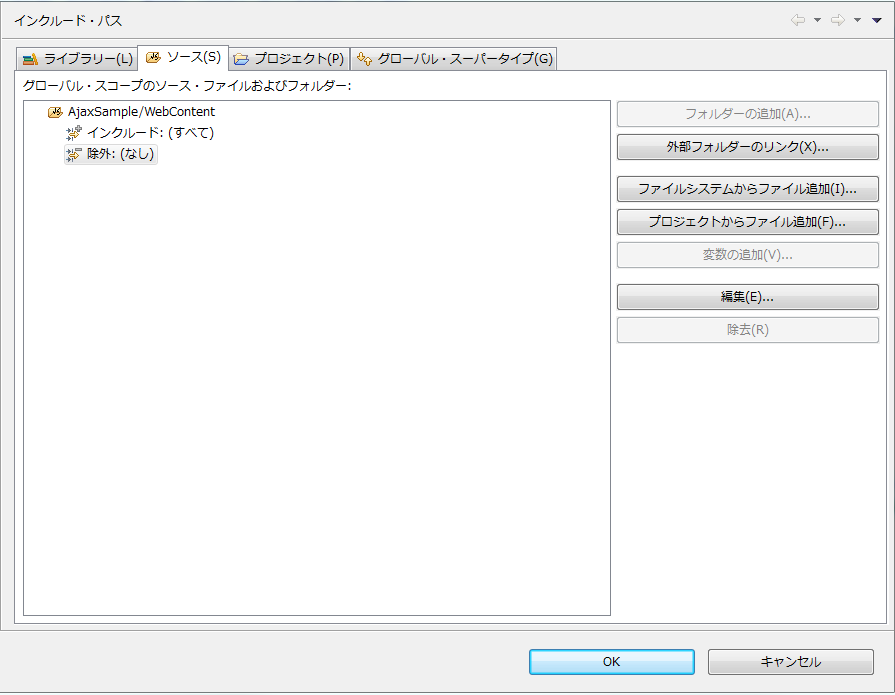 インクルード・パス
ライブラリー(L) ソース(S) プロジェクト(P) グローバル・スーパータイプ(G)
グローバル・スコープのソース・ファイルおよびフォルダー:
AjaxSample/WebContent
インクルード: (すべて)
除外: (なし)
フォルダーの追加(A)...
外部フォルダーのリンク(X)...
ファイルシステムからファイル追加(I)...
プロジェクトからファイル追加(F)...
変数の追加(V)...
編集(E)...
除去(R)
OK キャンセル